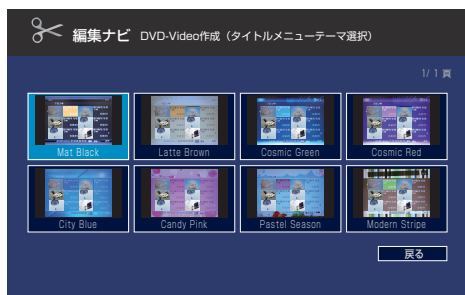 編集ナビ DVD-Video作成（タイトルメニューテーマ選択）
1/ 1 頁
Mat Black Latte Brown Cosmic Green Cosmic Red
City Blue Candy Pink Pastel Season Modern Stripe
戻る